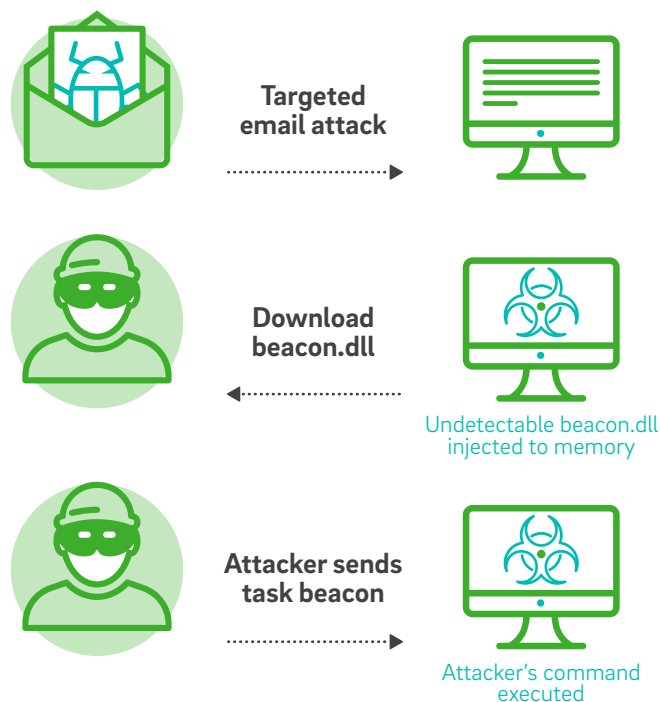 Targeted
email attack
Download
beacon.dll
Undetectable beacon.dll
injected to memory
Attacker sends
task beacon
Attacker's command
executed